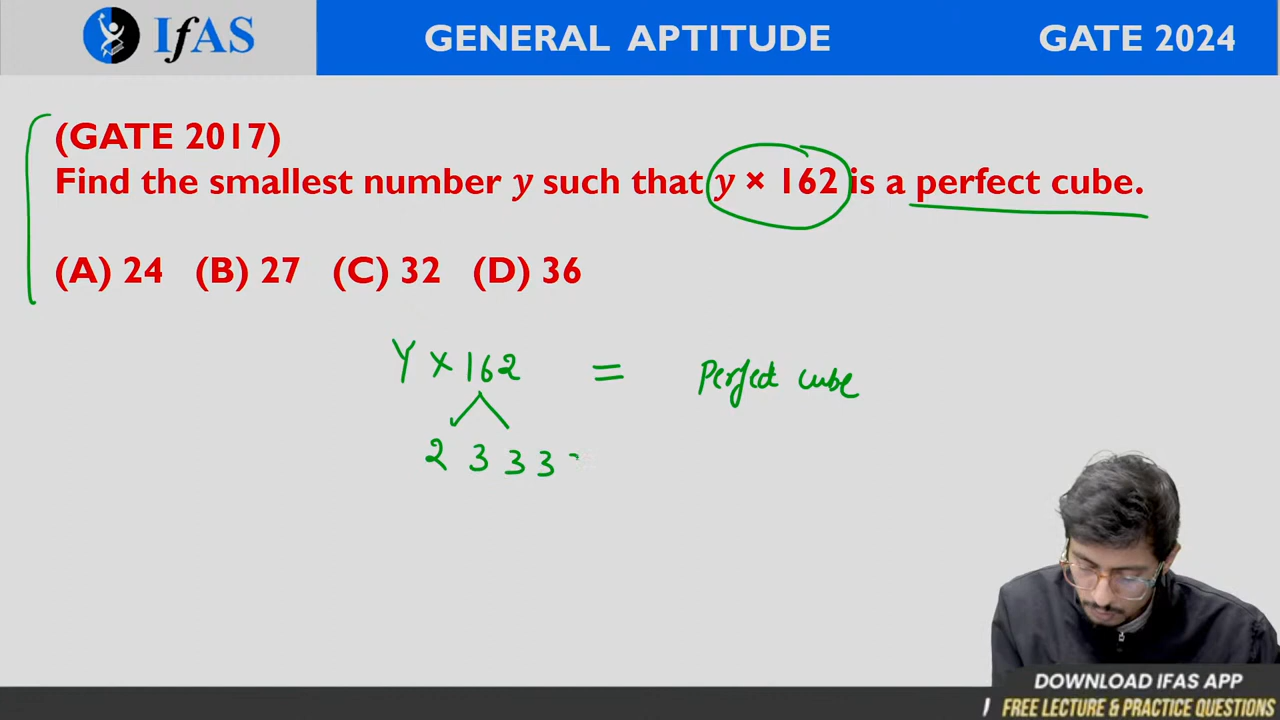 IfAS
GENERAL APTITUDE
GATE 2024
(GATE 2017)
Find the smallest number y such that y × 162 is a perfect cube.
(A) 24 (B) 27 (C) 32 (D) 36
Y × 162 = Perfect cube
2 3 3 3
DOWNLOAD IFAS APP
FREE LECTURE & PRACTICE QUESTIONS